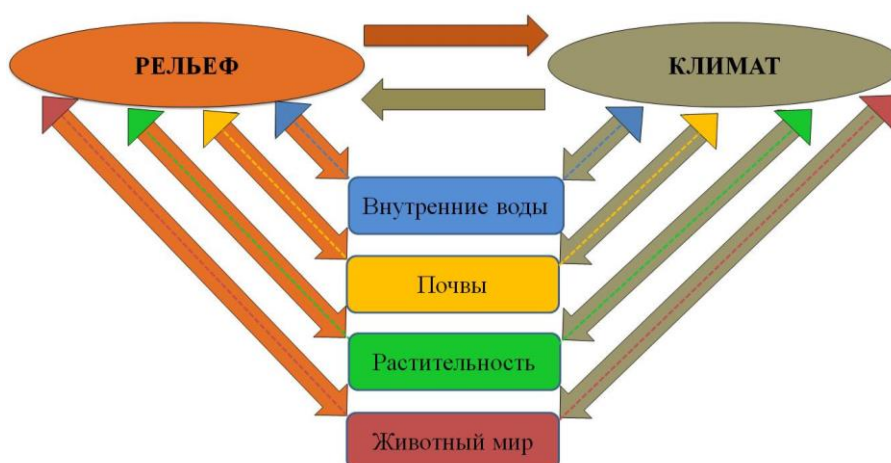 РЕЛЬЕФ
КЛИМАТ
Внутренние воды
Почвы
Растительность
Животный мир